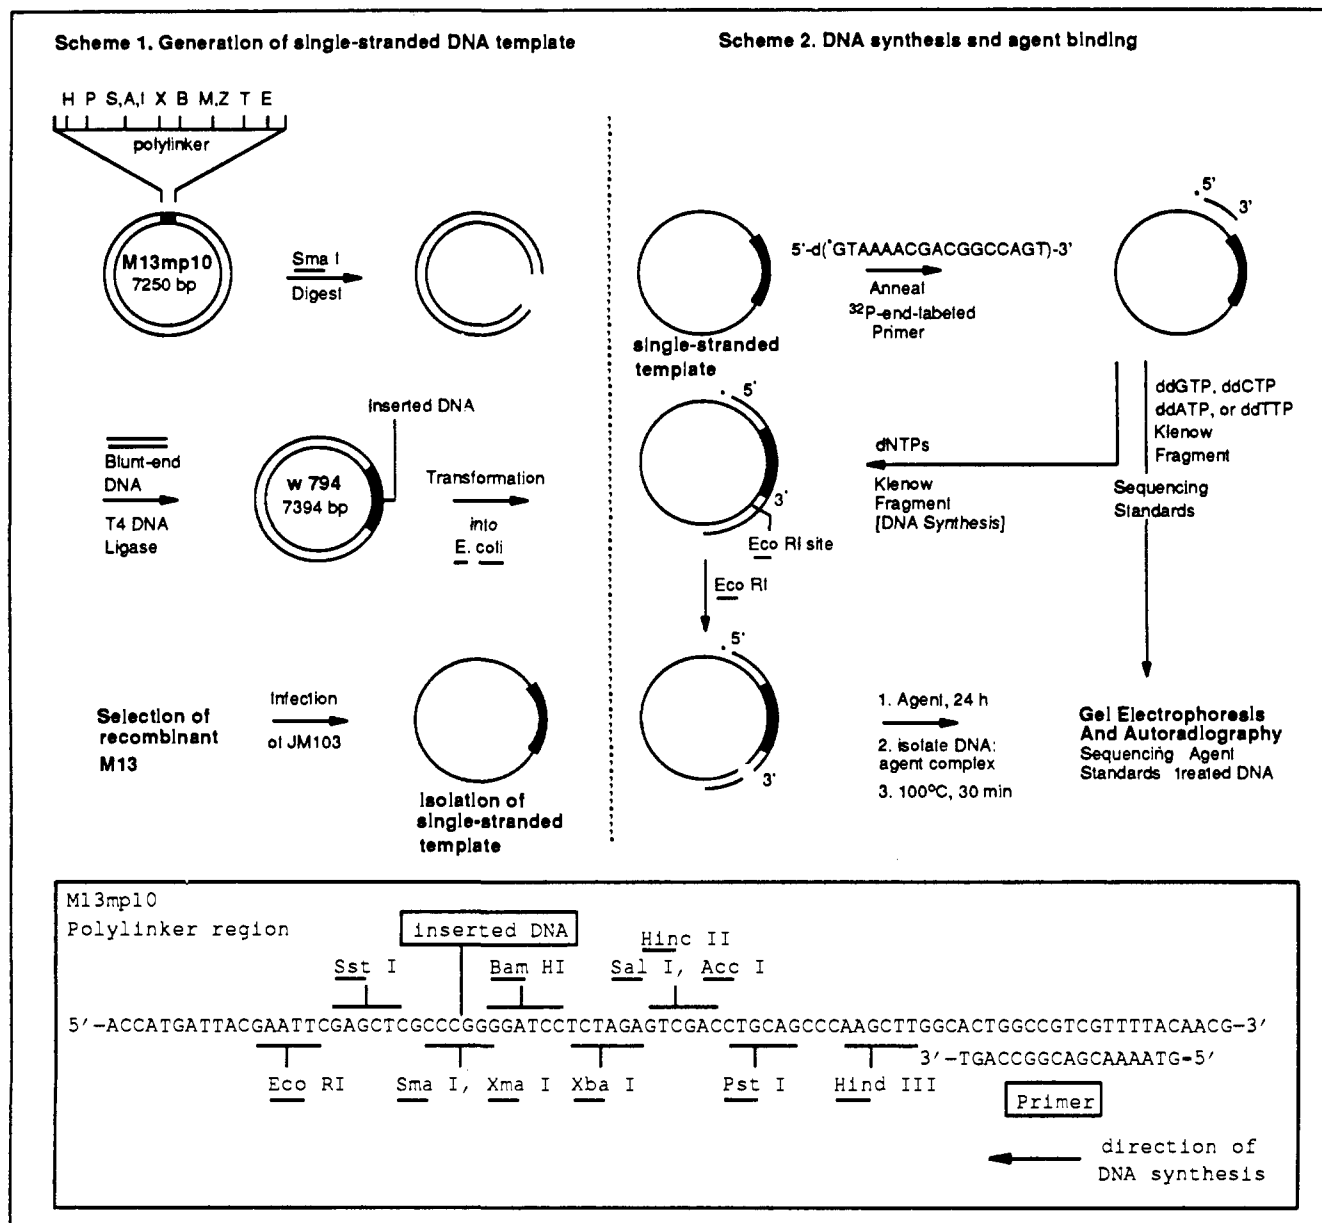 Scheme 1. Generation of single-stranded DNA template
H P S,A,I X B M,Z T E
polylinker
M13mp10
7250 bp
Sma I
Digest
Blunt-end
DNA
T4 DNA
Ligase
Inserted DNA
w 794
7394 bp
Transformation
into
E. coli
Selection of
recombinant
M13
Infection
of JM103
Isolation of
single-stranded
template
Scheme 2. DNA synthesis snd agent binding
single-stranded
template
5'-d(*GTAAAACGACGGCCAGT)-3'
Anneal
32P-end-labeled
Primer
5'
3'
ddGTP, ddCTP
ddATP, or ddTTP
Klenow
Fragment
Sequencing
Standards
dNTPs
Klenow
Fragment
[DNA Synthesis]
5'
3'
Eco RI site
Eco RI
5'
3'
1. Agent, 24 h
2. isolate DNA:
agent complex
3. 100°C, 30 min
Gel Electrophoresis
And Autoradiography
Sequencing Agent
Standards treated DNA
M13mp10
Polylinker region
inserted DNA
Hinc II
Sst I
Bam HI
Sal I, Acc I
5'-ACCATGATTACGAATTCGAGCTCGCCCGGGGATCCTCTAGAGTCGACCTGCAGCCCAAGCTTGGCACTGGCCGTCGTTTTACAACG-3'
3'-TGACCGGCAGCAAAATG-5'
Eco RI
Sma I, Xma I
Xba I
Pst I
Hind III
Primer
direction of
DNA synthesis